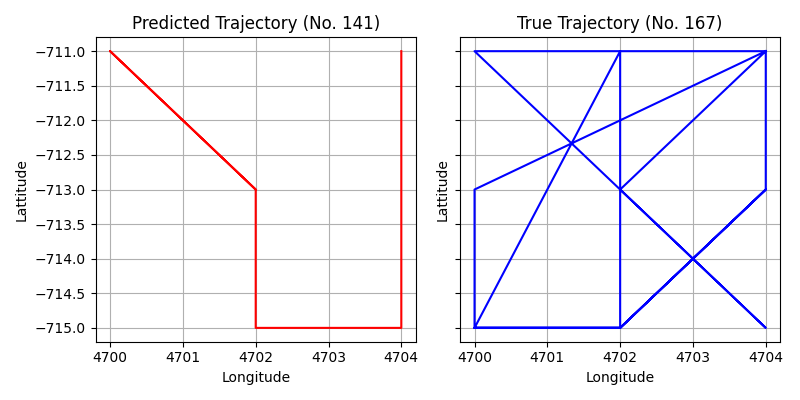 Predicted Trajectory (No. 141)
−711.0
−711.5
−712.0
−712.5
−713.0
−713.5
−714.0
−714.5
−715.0
Lattitude
4700 4701 4702 4703 4704
Longitude
True Trajectory (No. 167)
Lattitude
4700 4701 4702 4703 4704
Longitude